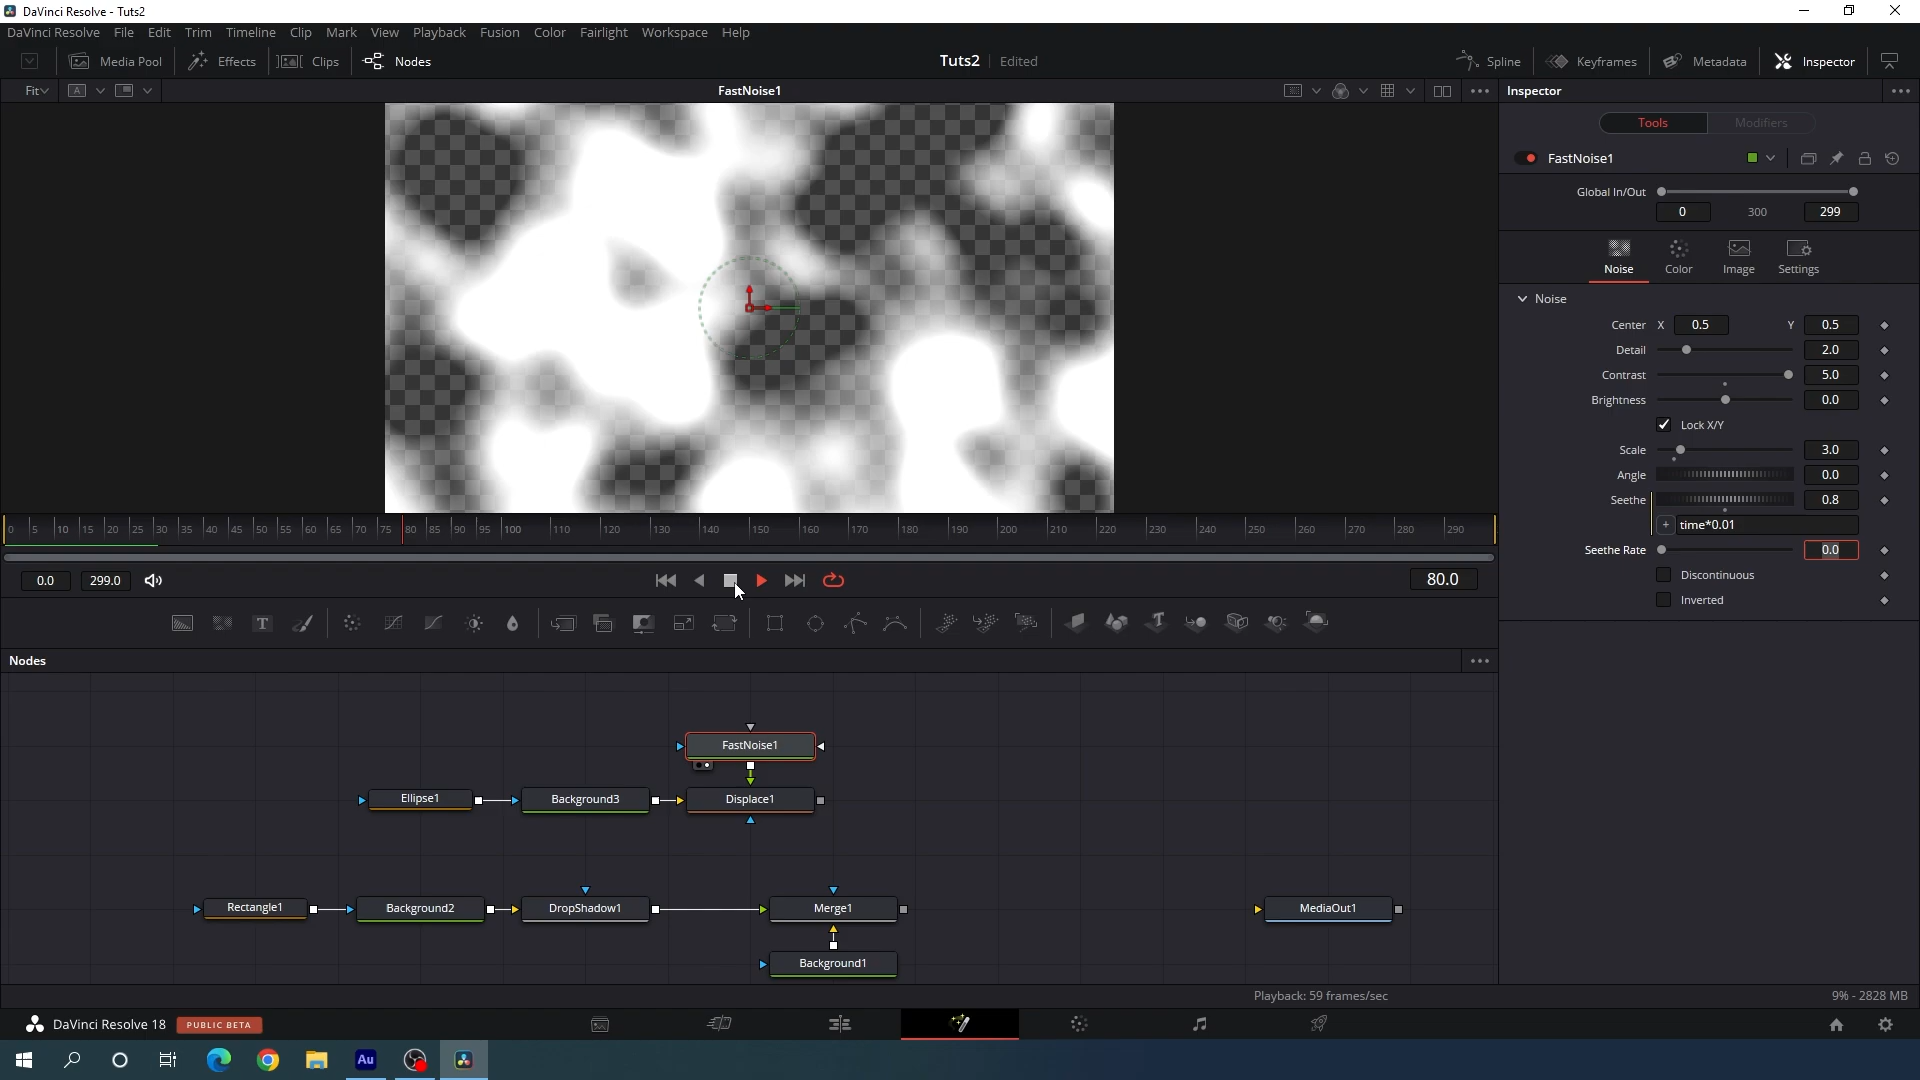 DaVinci Resolve - Tuts2
DaVinci Resolve File Edit Trim Timeline Clip Mark View Playback Fusion Color Fairlight Workspace Help
Media Pool Effects Clips Nodes Tuts2 Edited Spline Keyframes Metadata Inspector
Fit A FastNoise1 Inspector
Tools Modifiers
FastNoise1
Global In/Out
0 300 299
Noise Color Image Settings
Noise
Center X 0.5 Y 0.5
Detail 2.0
Contrast 5.0
Brightness 0.0
Lock X/Y
Scale 3.0
Angle 0.0
Seethe 0.8
+ time*0.01
Seethe Rate 0.0
Discontinuous
Inverted
0 5 10 15 20 25 30 35 40 45 50 55 60 65 70 75 80 85 90 95 100 110 120 130 140 150 160 170 180 190 200 210 220 230 240 250 260 270 280 290
0.0 299.0 80.0
T T
Nodes
FastNoise1
Ellipse1 Background3 Displace1
Rectangle1 Background2 DropShadow1 Merge1 MediaOut1
Background1
Playback: 59 frames/sec 9% - 2828 MB
DaVinci Resolve 18 PUBLIC BETA
Au